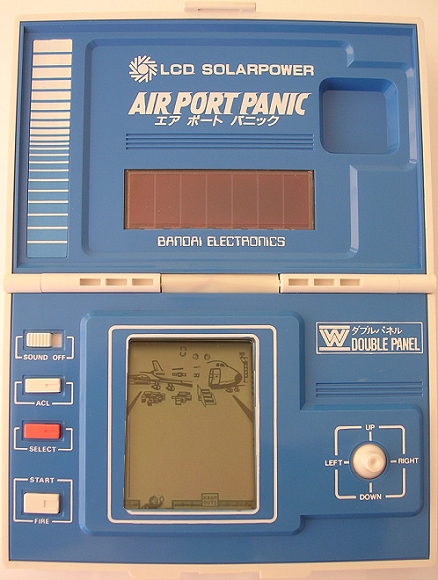 LCD SOLARPOWER
AIR PORT PANIC
エア ポート パニック
BANDAI ELECTRONICS
SOUND OFF
ACL
SELECT
START
FIRE
W ダブルパネル
DOUBLE PANEL
UP
LEFT RIGHT
DOWN